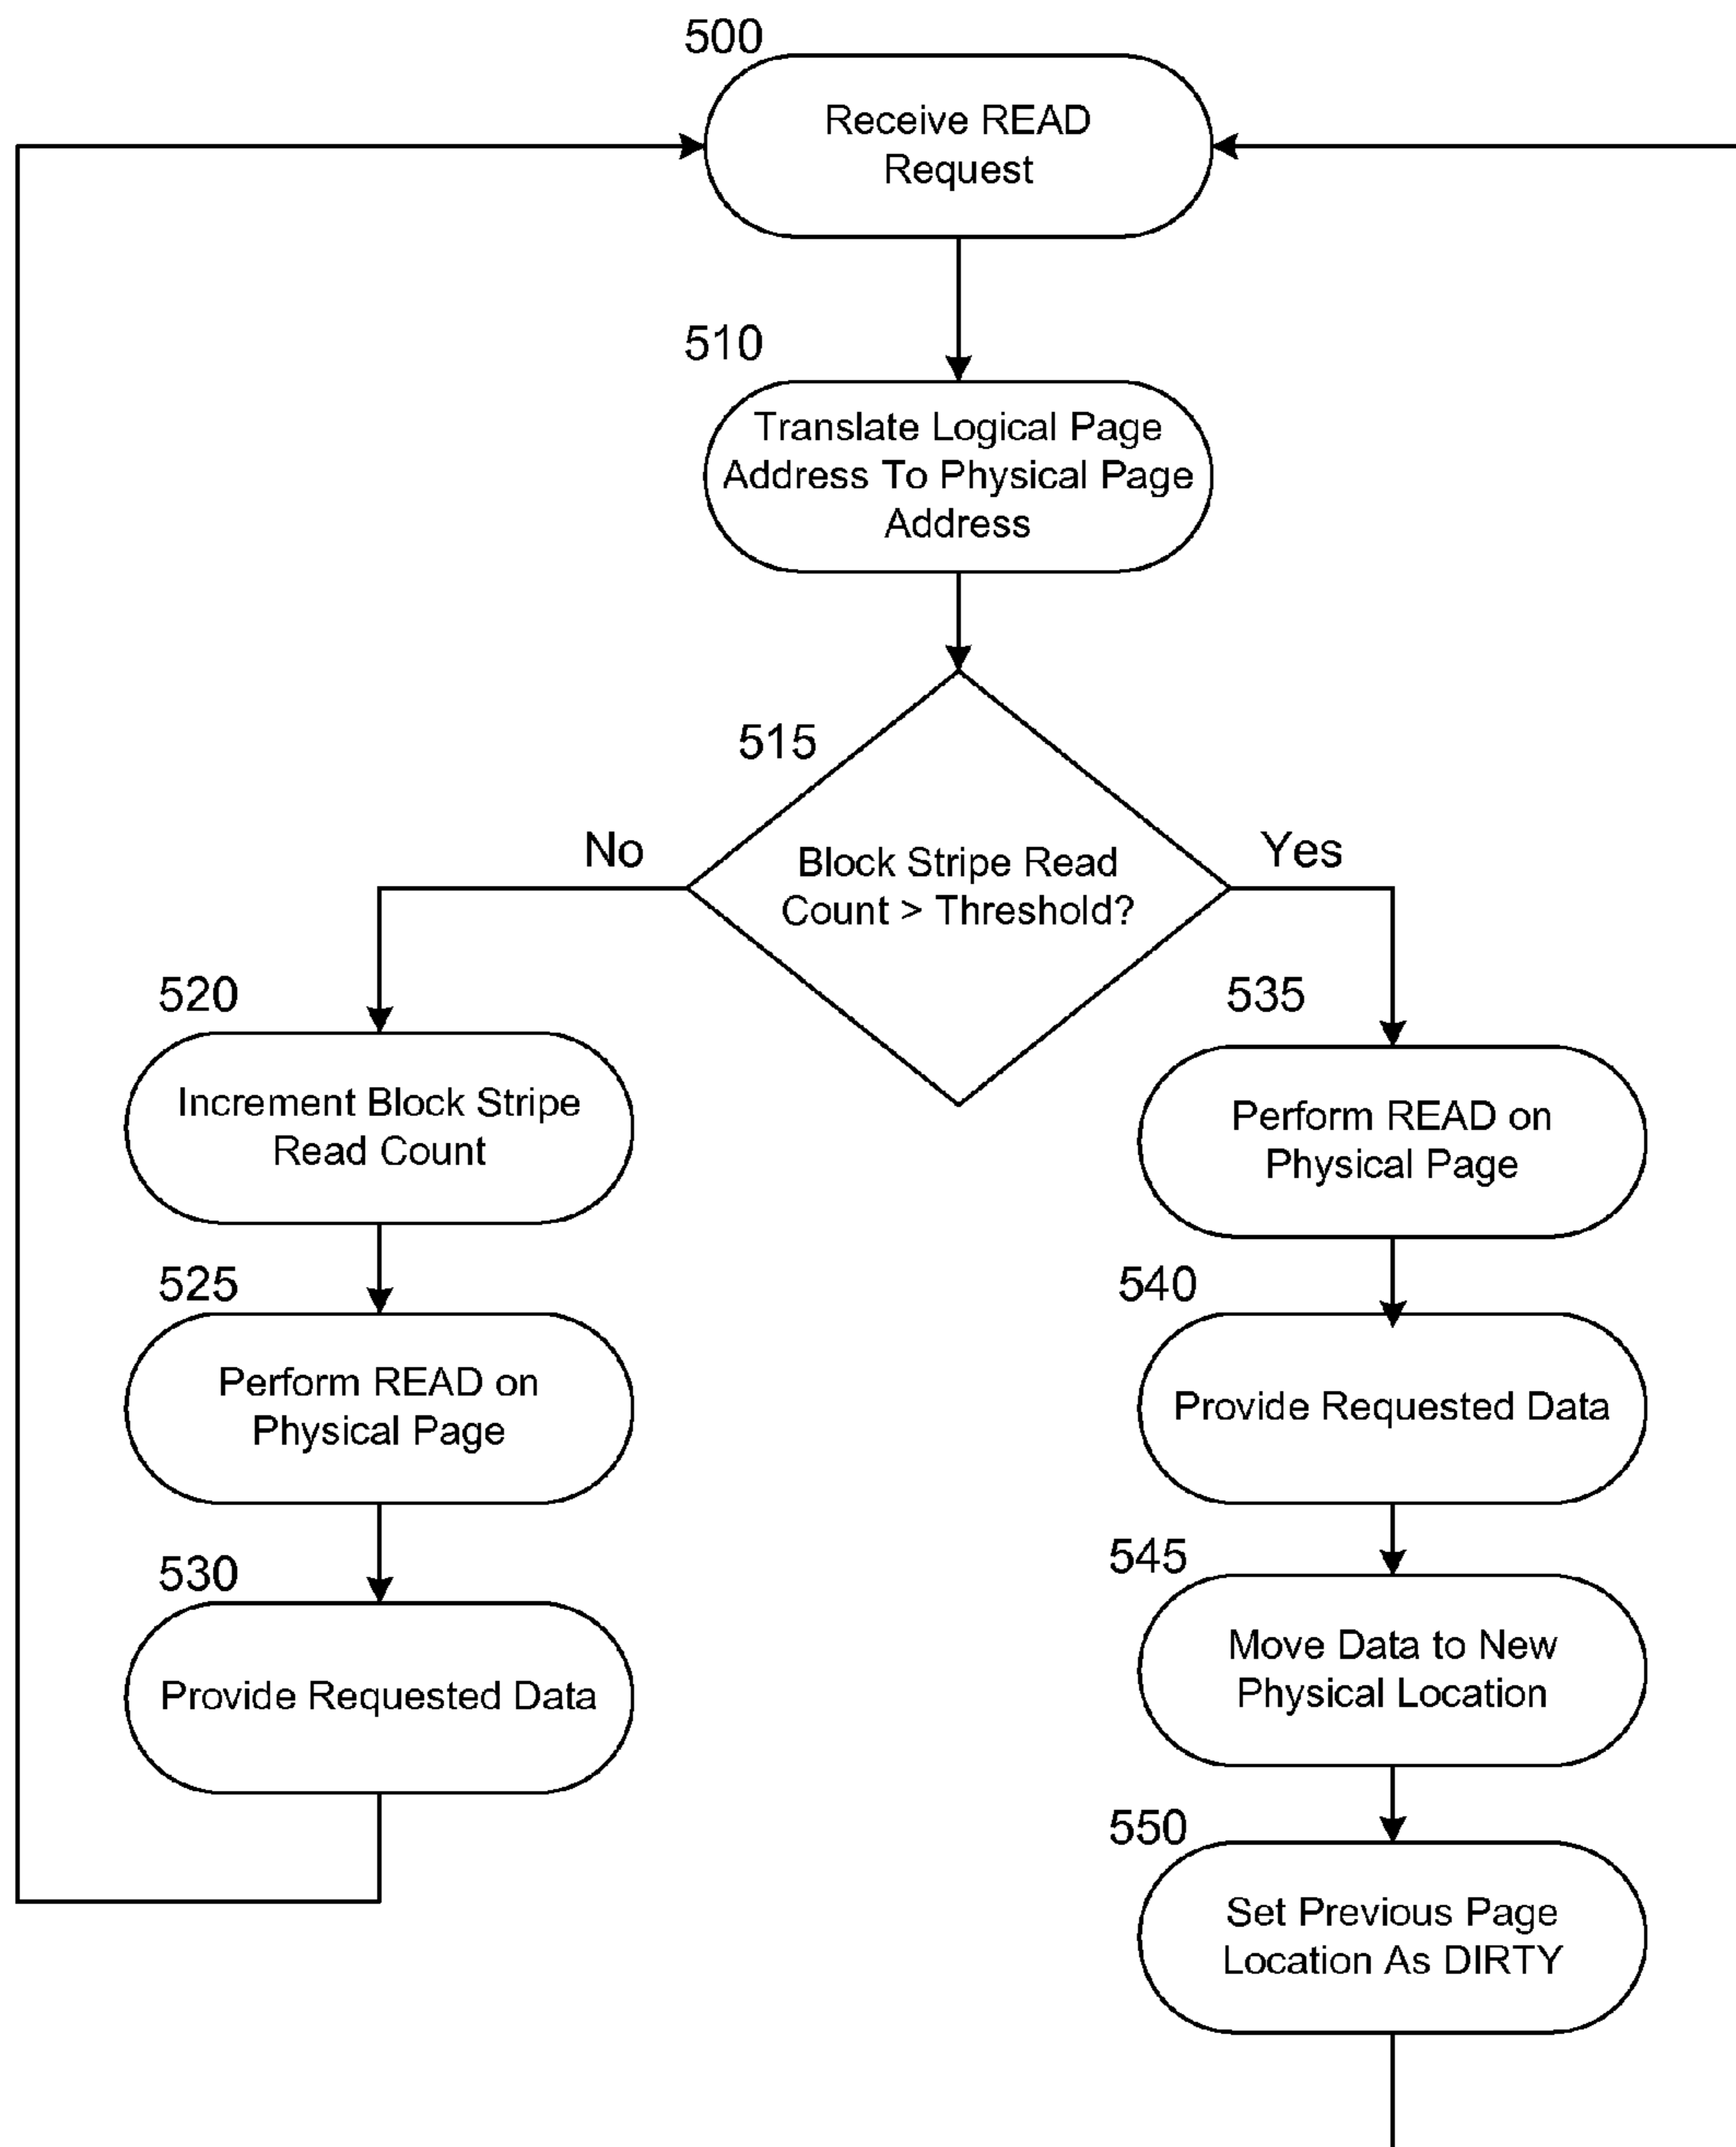 500
Receive READ
Request
510
Translate Logical Page
Address To Physical Page
Address
515
Block Stripe Read
Count > Threshold?
No
Yes
520
Increment Block Stripe
Read Count
525
Perform READ on
Physical Page
530
Provide Requested Data
535
Perform READ on
Physical Page
540
Provide Requested Data
545
Move Data to New
Physical Location
550
Set Previous Page
Location As DIRTY